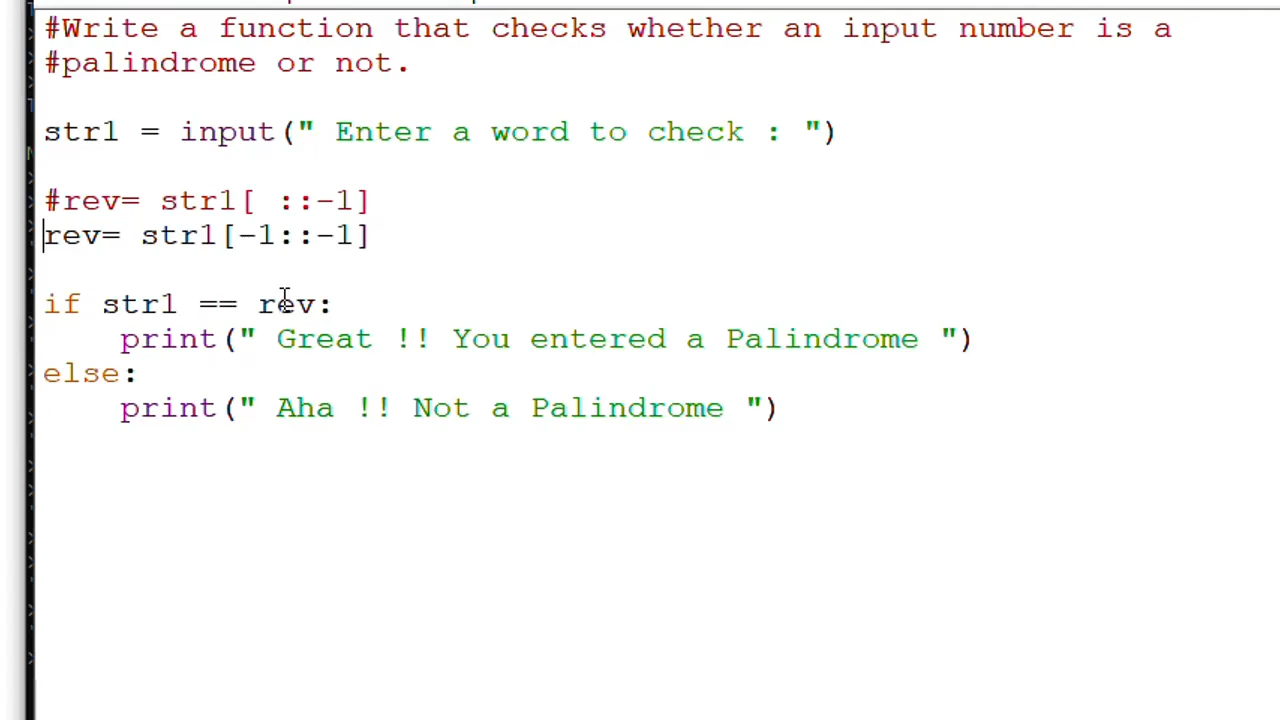 #Write a function that checks whether an input number is a
#palindrome or not.
str1 = input(" Enter a word to check : ")
#rev= str1[ ::-1]
rev= str1[-1::-1]
if str1 == rev:
    print(" Great !! You entered a Palindrome ")
else:
    print(" Aha !! Not a Palindrome ")